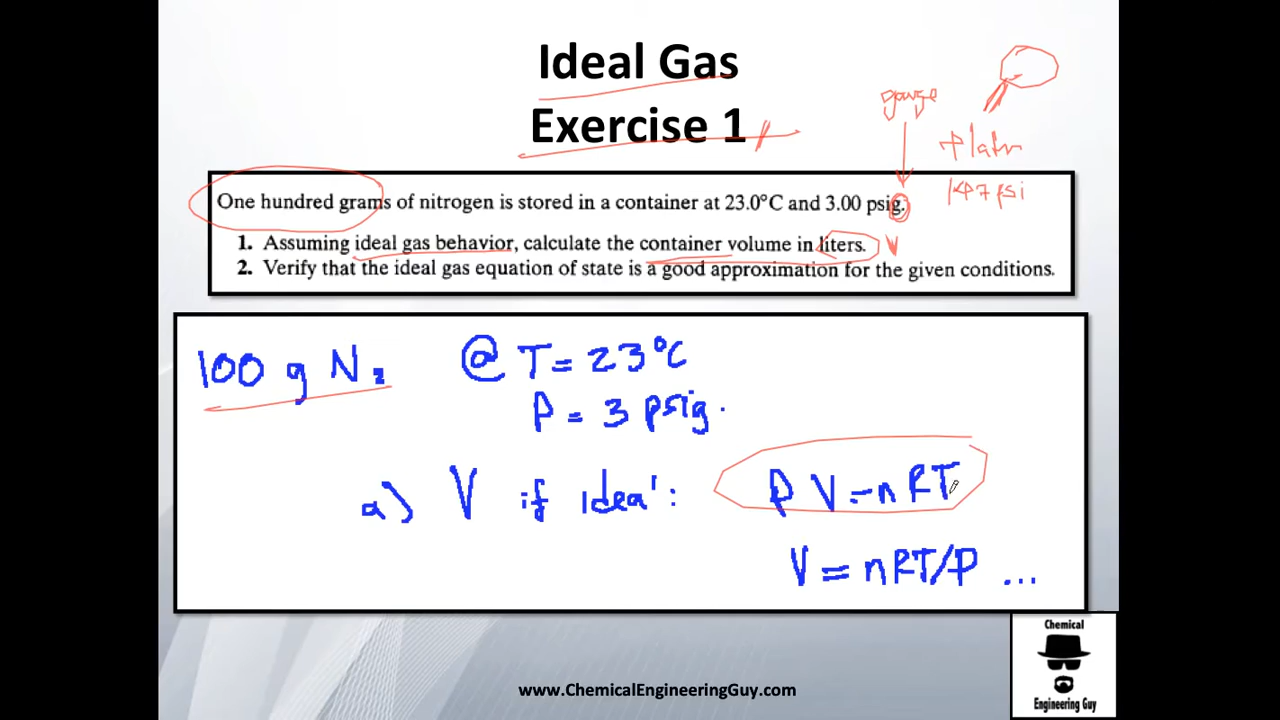 Ideal Gas
Exercise 1
gauge
+ 1 atm
psi
One hundred grams of nitrogen is stored in a container at 23.0°C and 3.00 psig.
1. Assuming ideal gas behavior, calculate the container volume in liters.
2. Verify that the ideal gas equation of state is a good approximation for the given conditions.
100 g N2 @ T = 23°C
P = 3 psig.
a) V if ideal: PV = nRT
V = nRT/P ...
Chemical
Engineering Guy
www.ChemicalEngineeringGuy.com